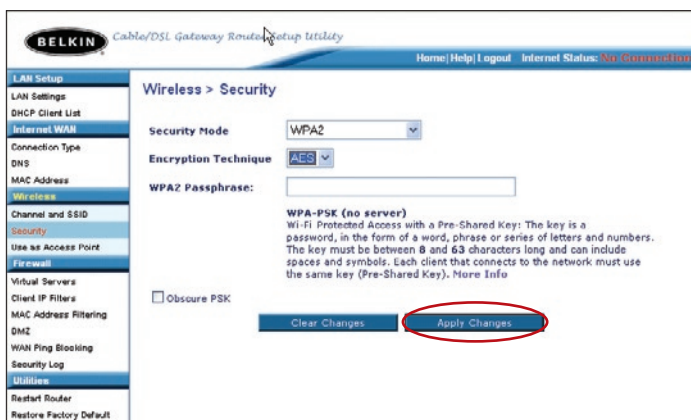 BELKIN
Cable/DSL Gateway Router Setup Utility
Home|Help|Logout Internet Status: No Connection
LAN Setup
LAN Settings
DHCP Client List
Internet WAN
Connection Type
DNS
MAC Address
Wireless
Channel and SSID
Security
Use as Access Point
Firewall
Virtual Servers
Client IP Filters
MAC Address Filtering
DMZ
WAN Ping Blocking
Security Log
Utilities
Restart Router
Restore Factory Default
Wireless > Security
Security Mode WPA2
Encryption Technique AES
WPA2 Passphrase:
WPA-PSK (no server)
Wi-Fi Protected Access with a Pre-Shared Key: The key is a
password, in the form of a word, phrase or series of letters and numbers.
The key must be between 8 and 63 characters long and can include
spaces and symbols. Each client that connects to the network must use
the same key (Pre-Shared Key). More Info
Obscure PSK
Clear Changes Apply Changes